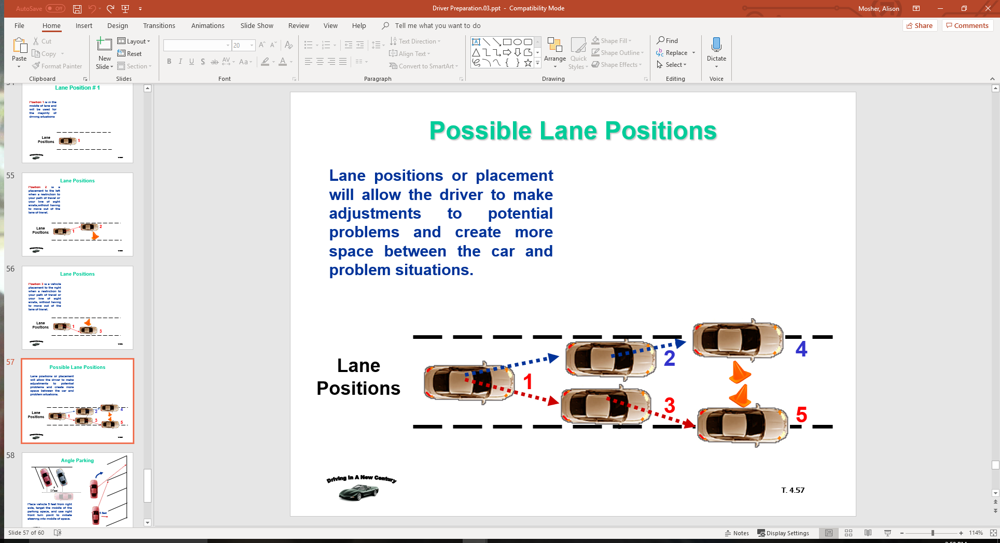 AutoSave Off
Driver Preparation.03.ppt - Compatibility Mode
Mosher, Alison
File Home Insert Design Transitions Animations Slide Show Review View Help Tell me what you want to do
Share Comments
Paste
Cut
Copy
Format Painter
Clipboard
New Slide
Layout
Reset
Section
Slides
20
B I U S ab AV Aa A
Font
Text Direction
Align Text
Convert to SmartArt
Paragraph
Arrange
Quick Styles
Shape Fill
Shape Outline
Shape Effects
Drawing
Find
Replace
Select
Editing
Dictate
Voice
Lane Position # 1
Position 1 is in the
middle of lane and
will be used for
the majority of
driving situations
Lane
Positions
1
55
Lane Positions
Position 2 is a
placement to the left
when a restriction to
your path of travel or
your line of sight
exists,without having
to move out of the
lane of travel.
Lane
Positions
1
2
56
Lane Positions
Position 3 is a vehicle
placement to the right
when a restriction to
your path of travel or
your line of sight
exists, without having
to move out of the
lane of travel.
Lane
Positions
1
3
57
Possible Lane Positions
Lane positions or placement
will allow the driver to make
adjustments to potential
problems and create more
space between the car and
problem situations.
Lane
Positions
1
2
3
4
5
58
Angle Parking
5 Feet
Place vehicle 5 feet from right
side, target the middle of the
parking space, and use right
front turn point to initiate
steering into middle of space.
5 feet
Possible Lane Positions
Lane positions or placement
will allow the driver to make
adjustments to potential
problems and create more
space between the car and
problem situations.
Lane
Positions
1
2
3
4
5
Driving In A New Century
T. 4.57
Slide 57 of 60
Notes
Display Settings
114%